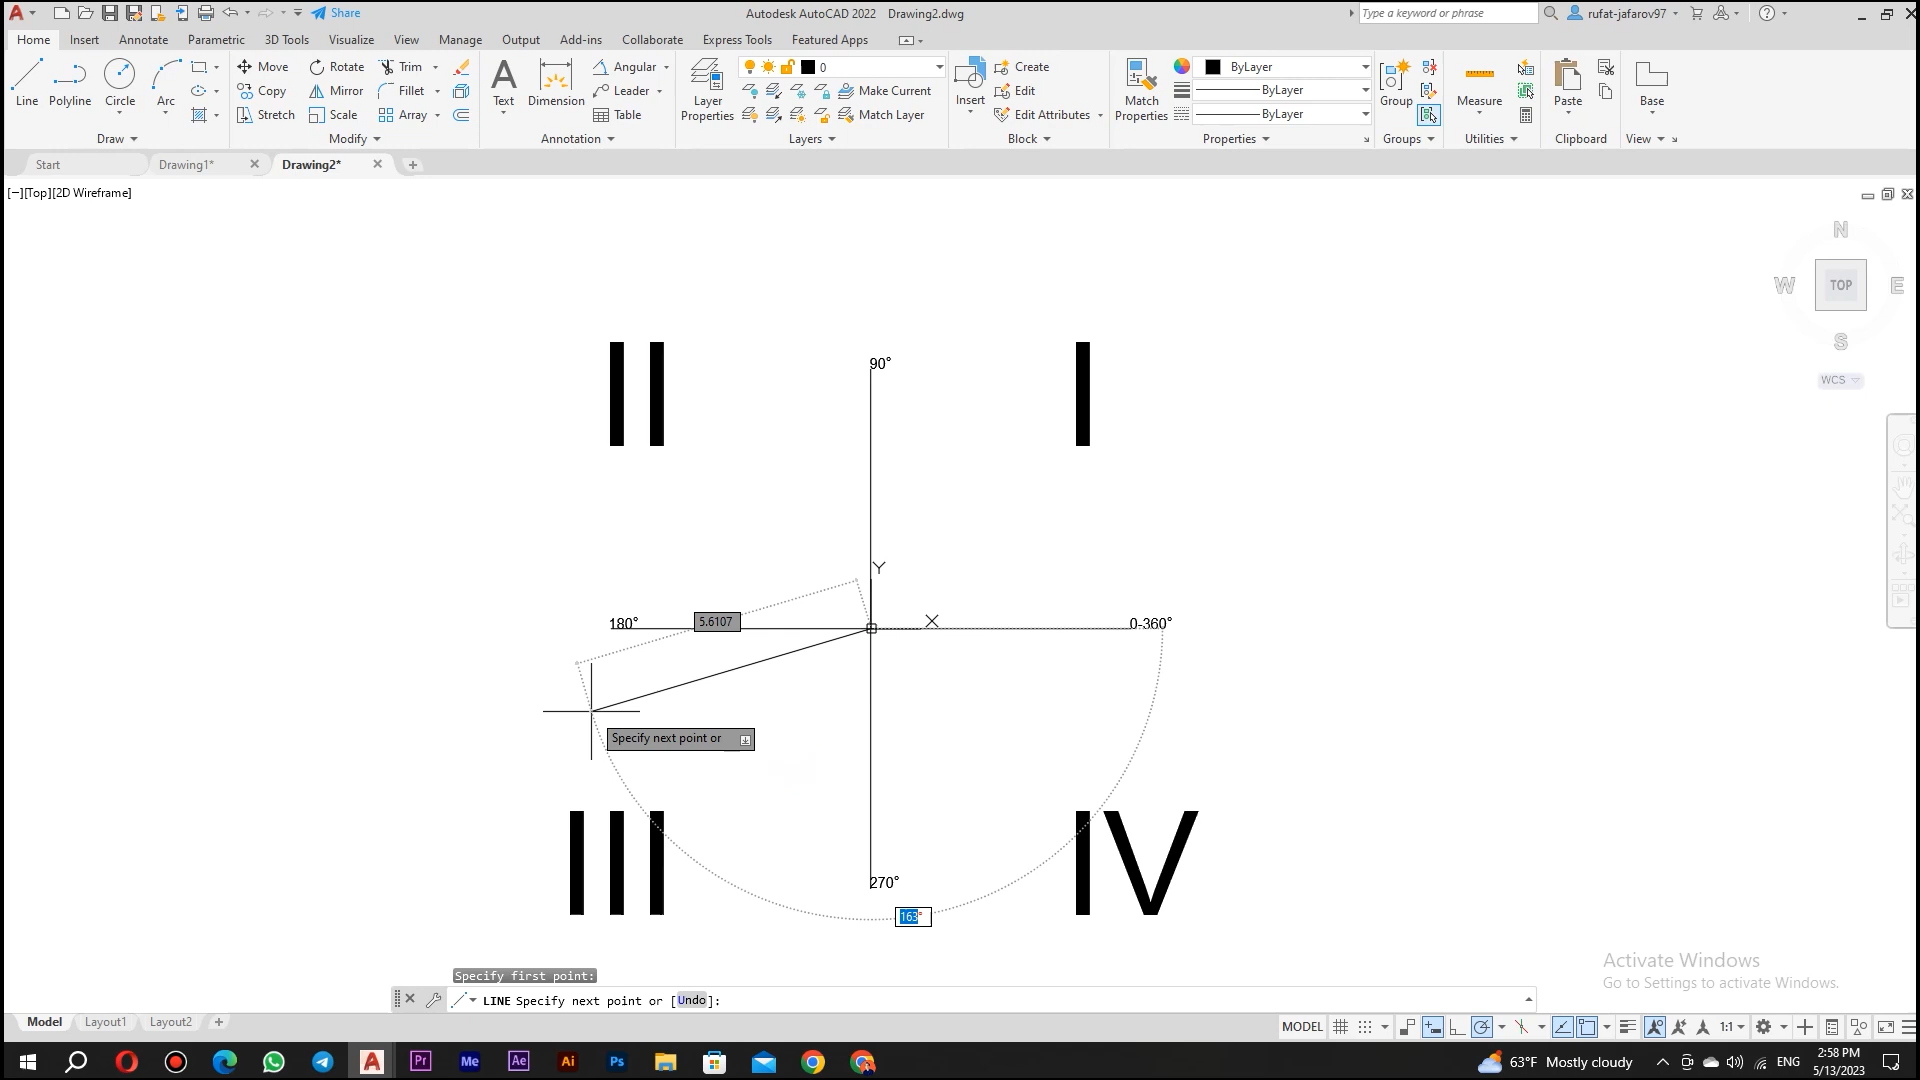 Share
Autodesk AutoCAD 2022 Drawing2.dwg
Type a keyword or phrase
rufat-jafarov97
Home Insert Annotate Parametric 3D Tools Visualize View Manage Output Add-ins Collaborate Express Tools Featured Apps
Line Polyline Circle Arc
Move Rotate Trim
Copy Mirror Fillet
Stretch Scale Array
Text Dimension
Angular
Leader
Table
Layer Properties
0
Make Current
Match Layer
Insert
Create
Edit
Edit Attributes
Match Properties
ByLayer
ByLayer
ByLayer
Group
Measure
Paste
Base
Draw Modify Annotation Layers Block Properties Groups Utilities Clipboard View
Start Drawing1* Drawing2*
[−][Top][2D Wireframe]
N
W TOP E
S
WCS
II I
90°
Y
180° 5.6107 X 0-360°
Specify next point or
III IV
270°
163°
Activate Windows
Go to Settings to activate Windows.
Specify first point:
LINE Specify next point or [Undo]:
Model Layout1 Layout2
MODEL 1:1
A Pr Me Ae Ai Ps
63°F Mostly cloudy
ENG
2:58 PM
5/13/2023